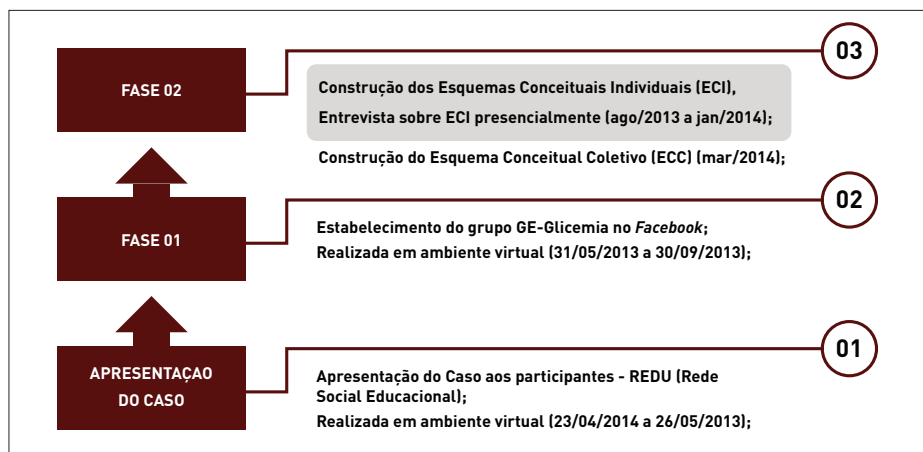 03
FASE 02
Construção dos Esquemas Conceituais Individuais (ECI),
Entrevista sobre ECI presencialmente (ago/2013 a jan/2014);
Construção do Esquema Conceitual Coletivo (ECC) (mar/2014);
02
FASE 01
Estabelecimento do grupo GE-Glicemia no Facebook;
Realizada em ambiente virtual (31/05/2013 a 30/09/2013);
01
APRESENTAÇAO
DO CASO
Apresentação do Caso aos participantes - REDU (Rede
Social Educacional);
Realizada em ambiente virtual (23/04/2014 a 26/05/2013);